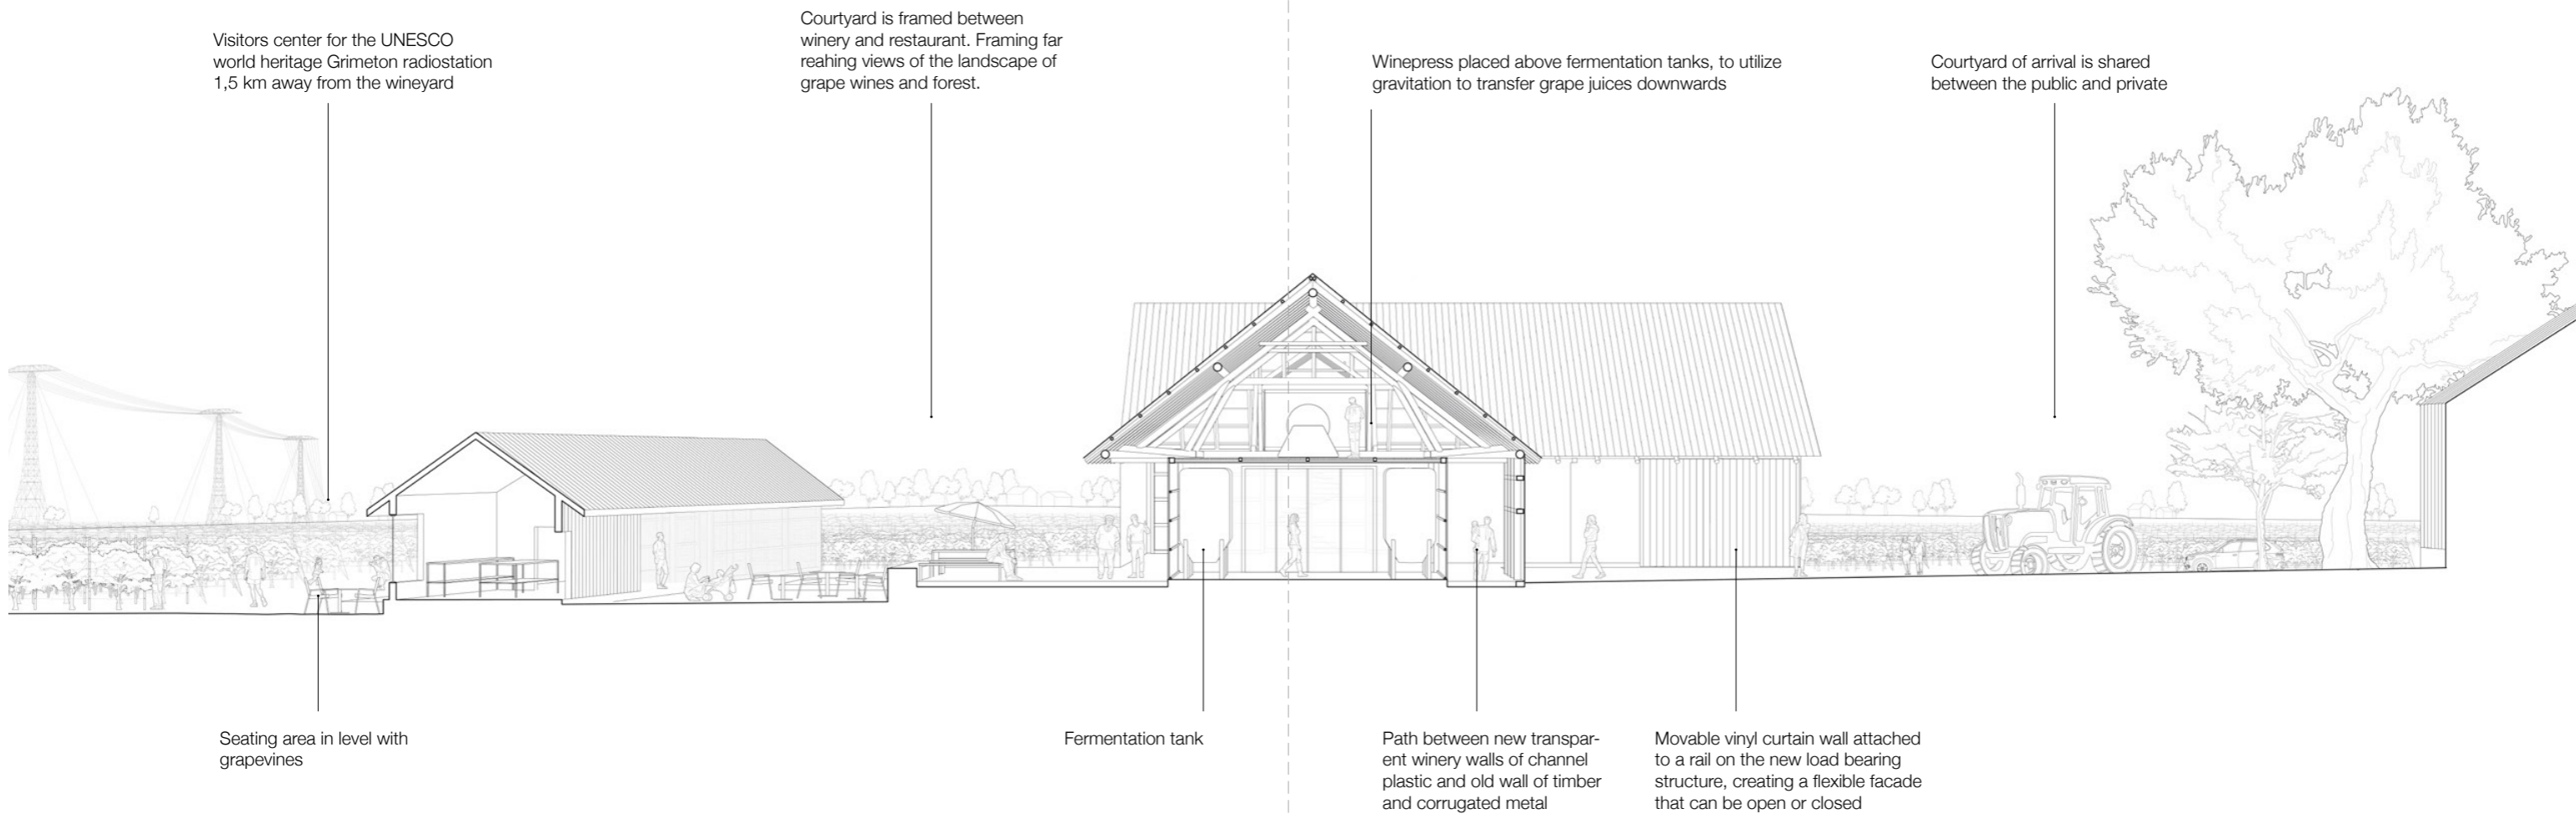 Visitors center for the UNESCO
world heritage Grimeton radiostation
1,5 km away from the wineyard
Courtyard is framed between
winery and restaurant. Framing far
reahing views of the landscape of
grape wines and forest.
Winepress placed above fermentation tanks, to utilize
gravitation to transfer grape juices downwards
Courtyard of arrival is shared
between the public and private
Seating area in level with
grapevines
Fermentation tank
Path between new transpar-
ent winery walls of channel
plastic and old wall of timber
and corrugated metal
Movable vinyl curtain wall attached
to a rail on the new load bearing
structure, creating a flexible facade
that can be open or closed